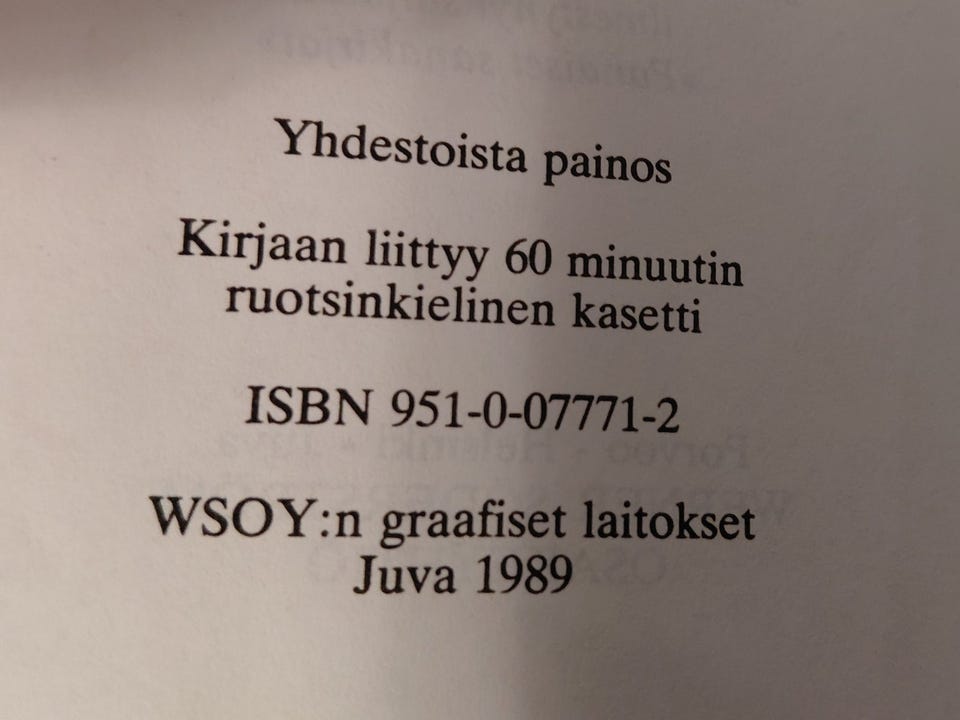 Yhdestoista painos
Kirjaan liittyy 60 minuutin
ruotsinkielinen kasetti
ISBN 951-0-07771-2
WSOY:n graafiset laitokset
Juva 1989